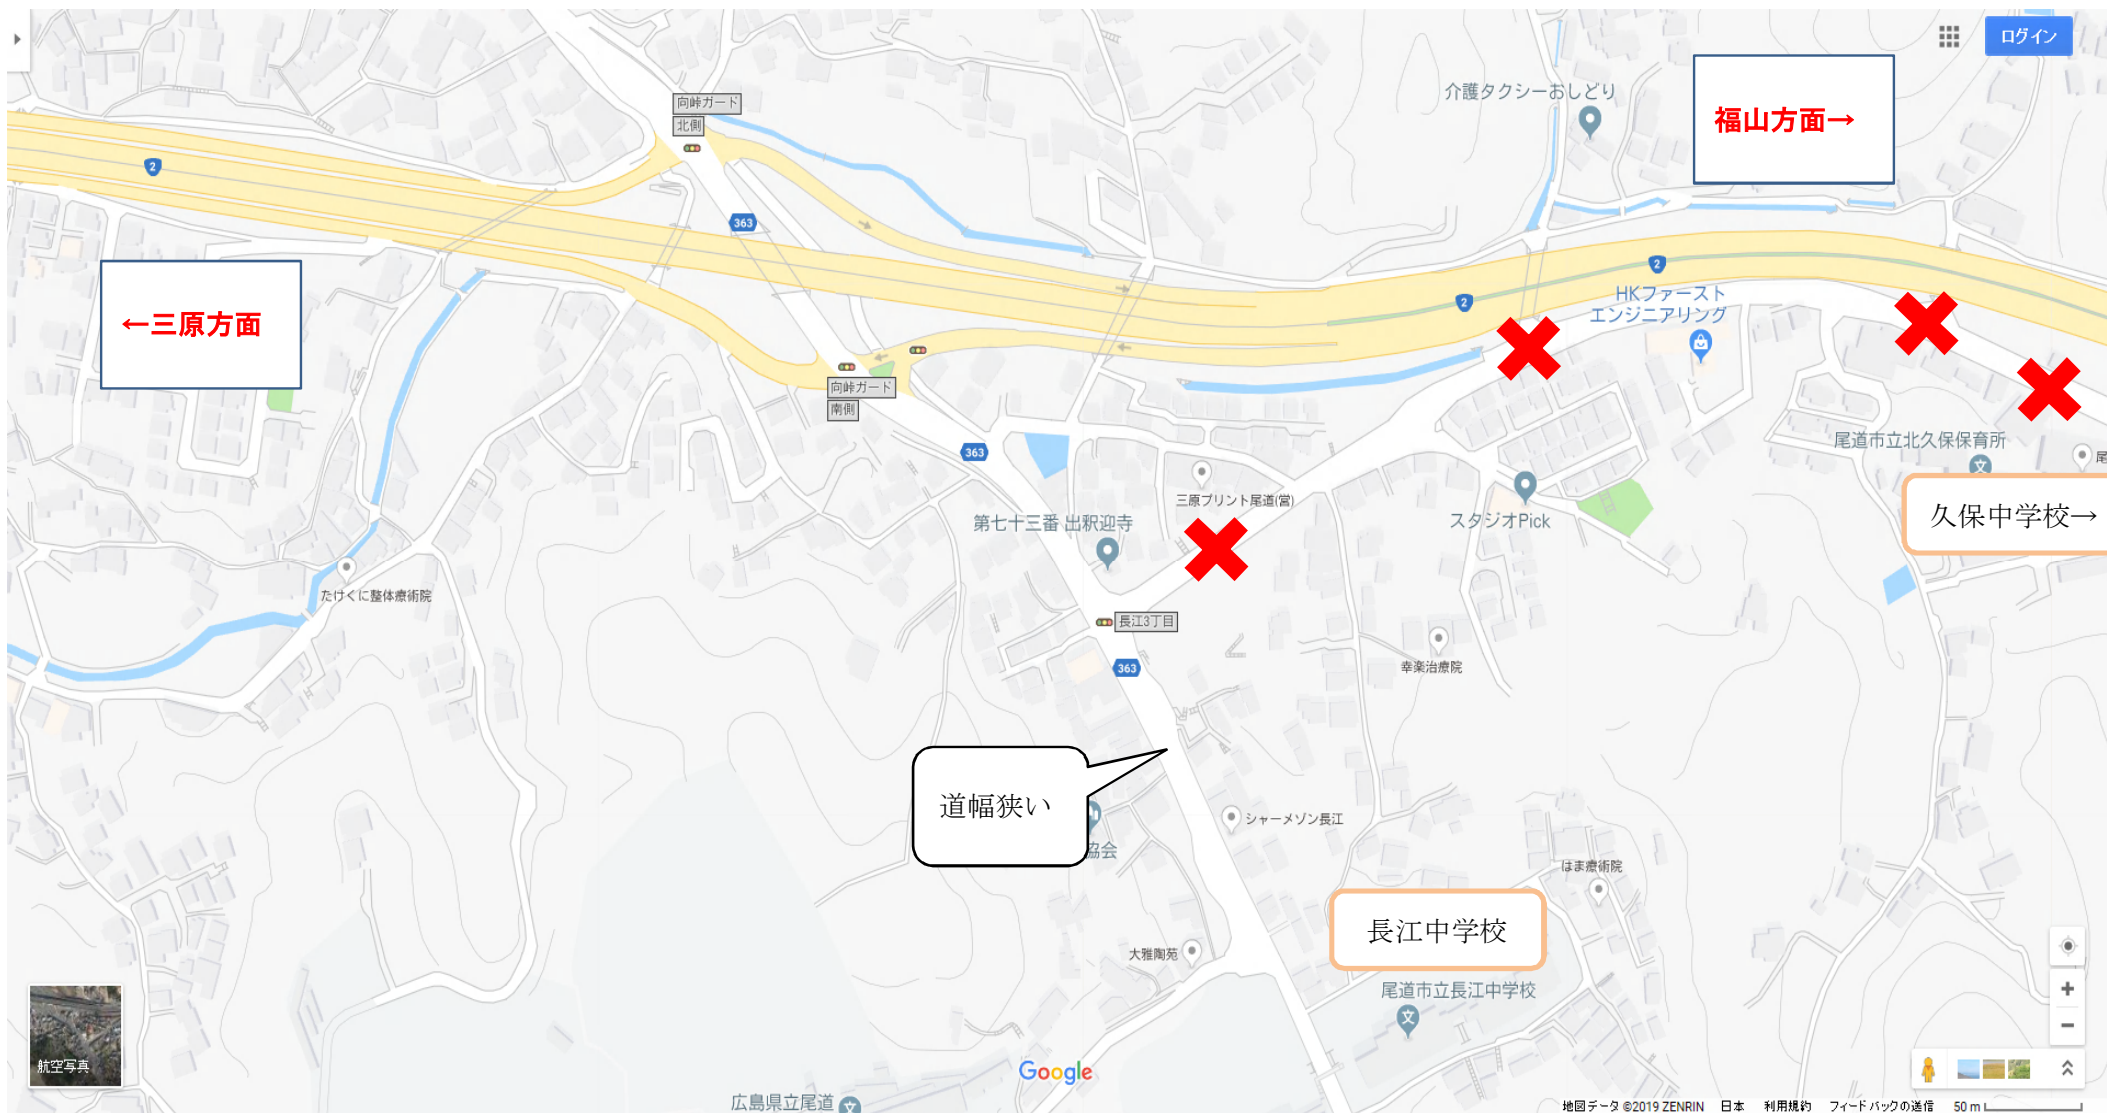 ログイン
向峠ガード
北側
介護タクシーおしどり
福山方面→
2
363
2
2
HKファースト
エンジニアリング
←三原方面
向峠ガード
南側
363
尾道市立北久保保育所
尾
三原プリント尾道(営)
第七十三番 出釈迦寺
スタジオPick
久保中学校→
たけくに整体療術院
長江3丁目
363
幸楽治療院
道幅狭い
シャーメゾン長江
協会
はま療術院
長江中学校
大雅陶苑
尾道市立長江中学校
航空写真
Google
広島県立尾道
地図データ ©2019 ZENRIN 日本 利用規約 フィードバックの送信 50 m